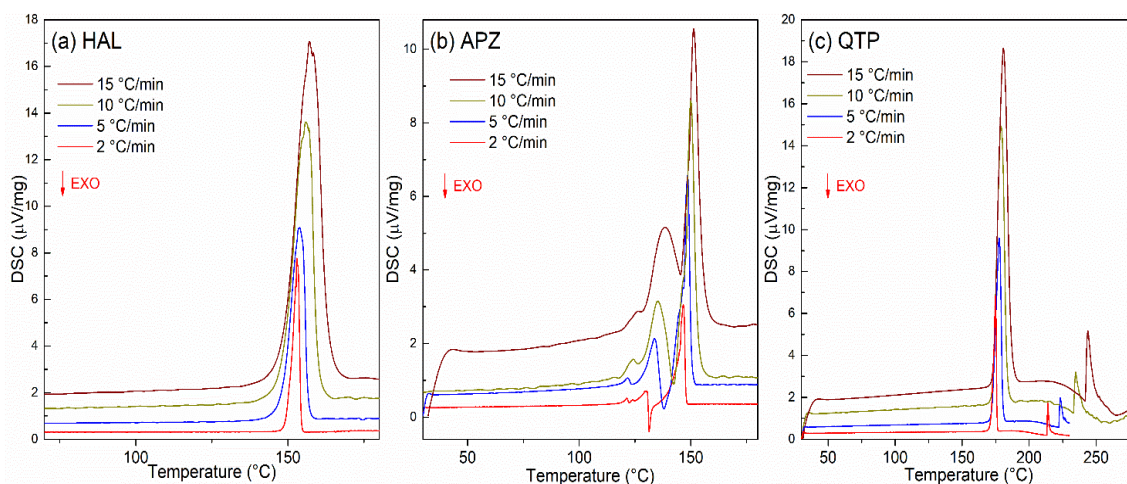 (a) HAL
15 °C/min
10 °C/min
5 °C/min
2 °C/min
EXO
DSC (µV/mg)
18
16
14
12
10
8
6
4
2
0
100
150
Temperature (°C)
(b) APZ
15 °C/min
10 °C/min
5 °C/min
2 °C/min
EXO
DSC (µV/mg)
10
8
6
4
2
0
50
100
150
Temperature (°C)
(c) QTP
15 °C/min
10 °C/min
5 °C/min
2 °C/min
EXO
DSC (µV/mg)
20
18
16
14
12
10
8
6
4
2
0
50
100
150
200
250
Temperature (°C)